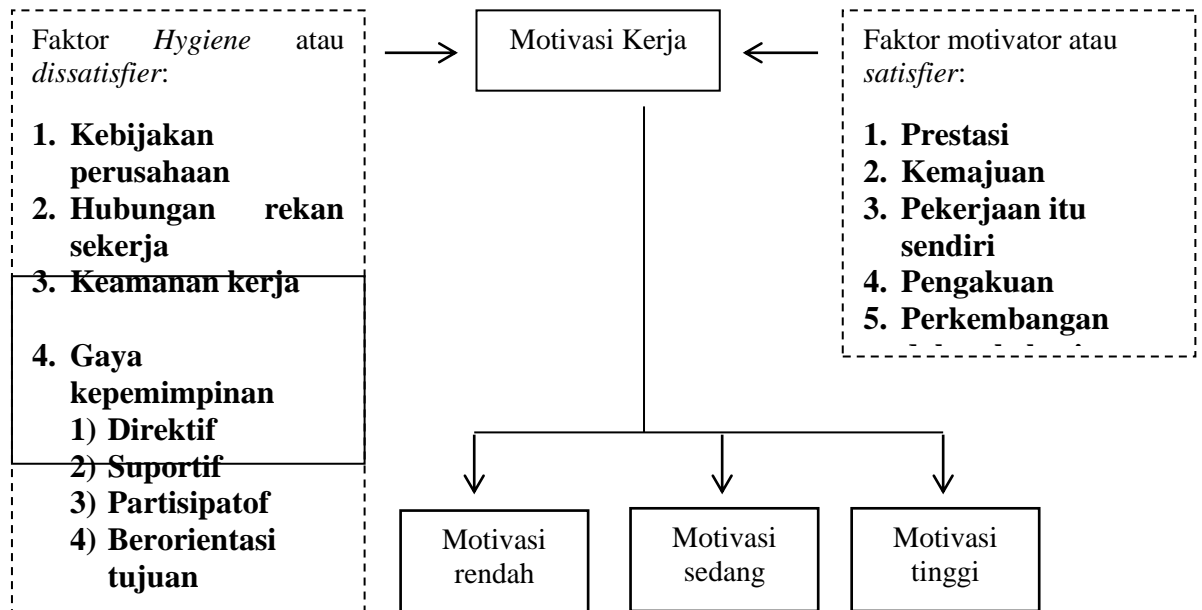 Faktor Hygiene atau
dissatisfier:
1. Kebijakan
perusahaan
2. Hubungan rekan
sekerja
3. Keamanan kerja
4. Gaya
kepemimpinan
1) Direktif
2) Suportif
3) Partisipatof
4) Berorientasi
tujuan
Motivasi Kerja
Faktor motivator atau
satisfier:
1. Prestasi
2. Kemajuan
3. Pekerjaan itu
sendiri
4. Pengakuan
5. Perkembangan
Motivasi
rendah
Motivasi
sedang
Motivasi
tinggi